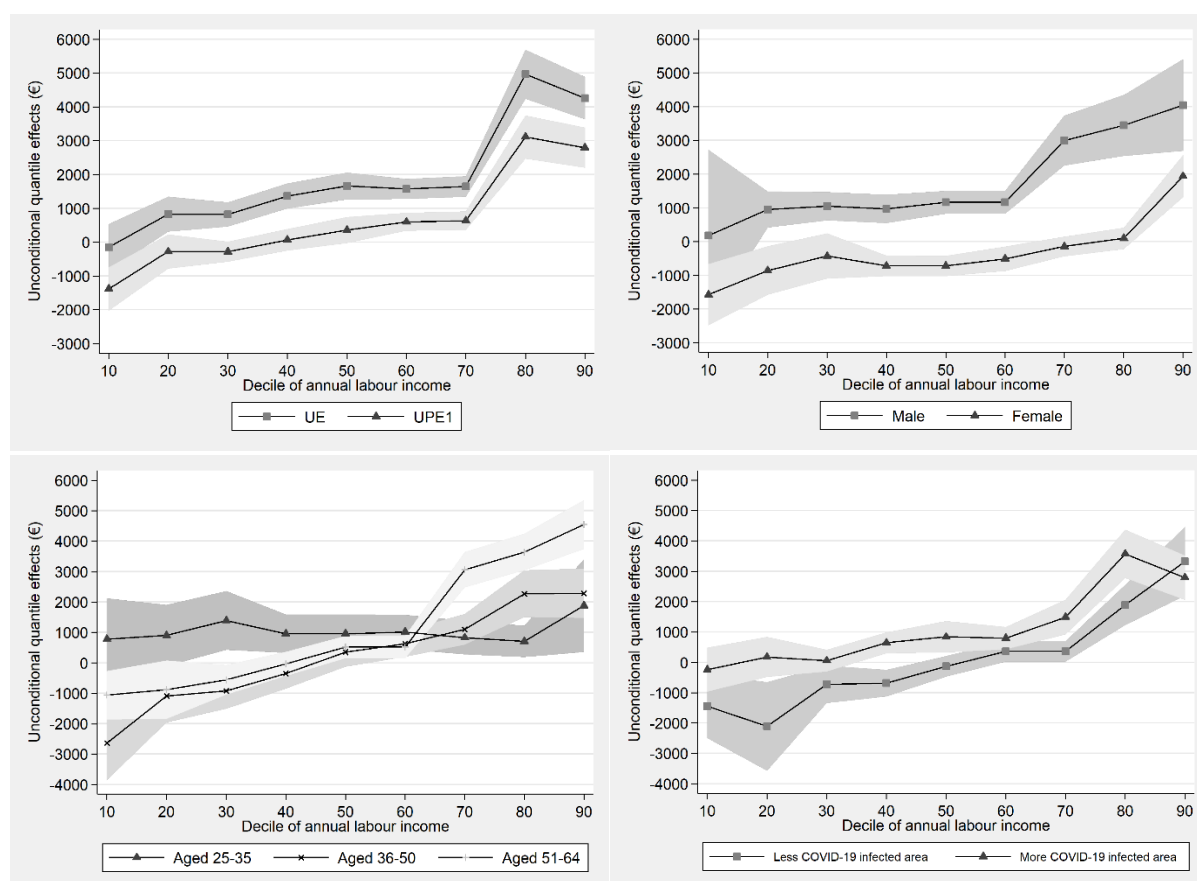 Unconditional quantile effects (€)
6000
5000
4000
3000
2000
1000
0
-1000
-2000
-3000
10 20 30 40 50 60 70 80 90
Decile of annual labour income
UE UPE1
Unconditional quantile effects (€)
6000
5000
4000
3000
2000
1000
0
-1000
-2000
-3000
10 20 30 40 50 60 70 80 90
Decile of annual labour income
Male Female
Unconditional quantile effects (€)
6000
5000
4000
3000
2000
1000
0
-1000
-2000
-3000
-4000
10 20 30 40 50 60 70 80 90
Decile of annual labour income
Aged 25-35 Aged 36-50 Aged 51-64
Unconditional quantile effects (€)
6000
5000
4000
3000
2000
1000
0
-1000
-2000
-3000
-4000
10 20 30 40 50 60 70 80 90
Decile of annual labour income
Less COVID-19 infected area More COVID-19 infected area